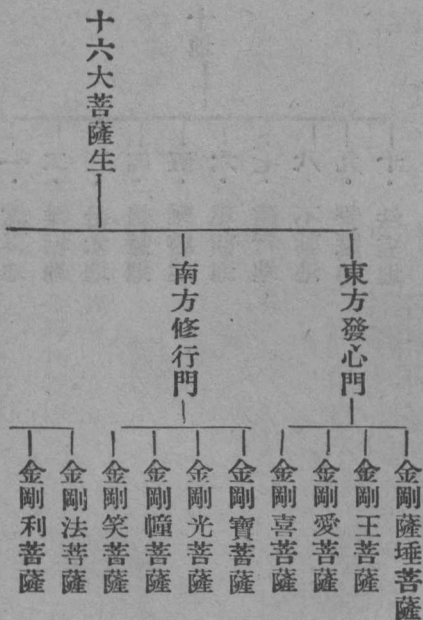 十六大菩薩生
東方發心門
南方修行門
金剛薩埵菩薩
金剛王菩薩
金剛愛菩薩
金剛喜菩薩
金剛寶菩薩
金剛光菩薩
金剛幢菩薩
金剛笑菩薩
金剛法菩薩
金剛利菩薩